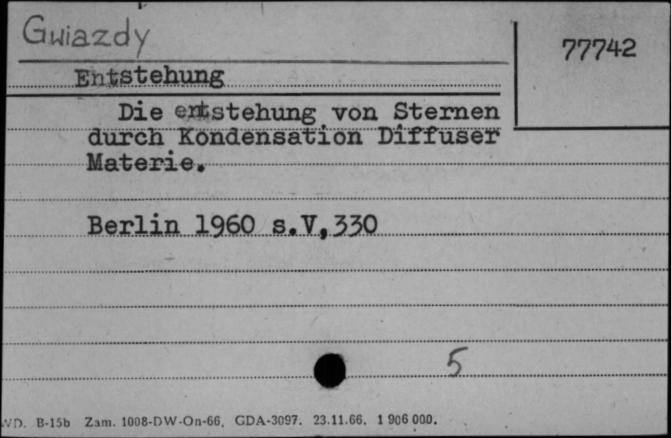 Gwiazdy
77742
Entstehung
Die entstehung von Sternen
durch Kondensation Diffuser
Materie.
Berlin 1960 s.V,330
5
WD. B-15b Zam. 1008-DW-On-66. GDA-3097. 23.11.66. 1 906 000.